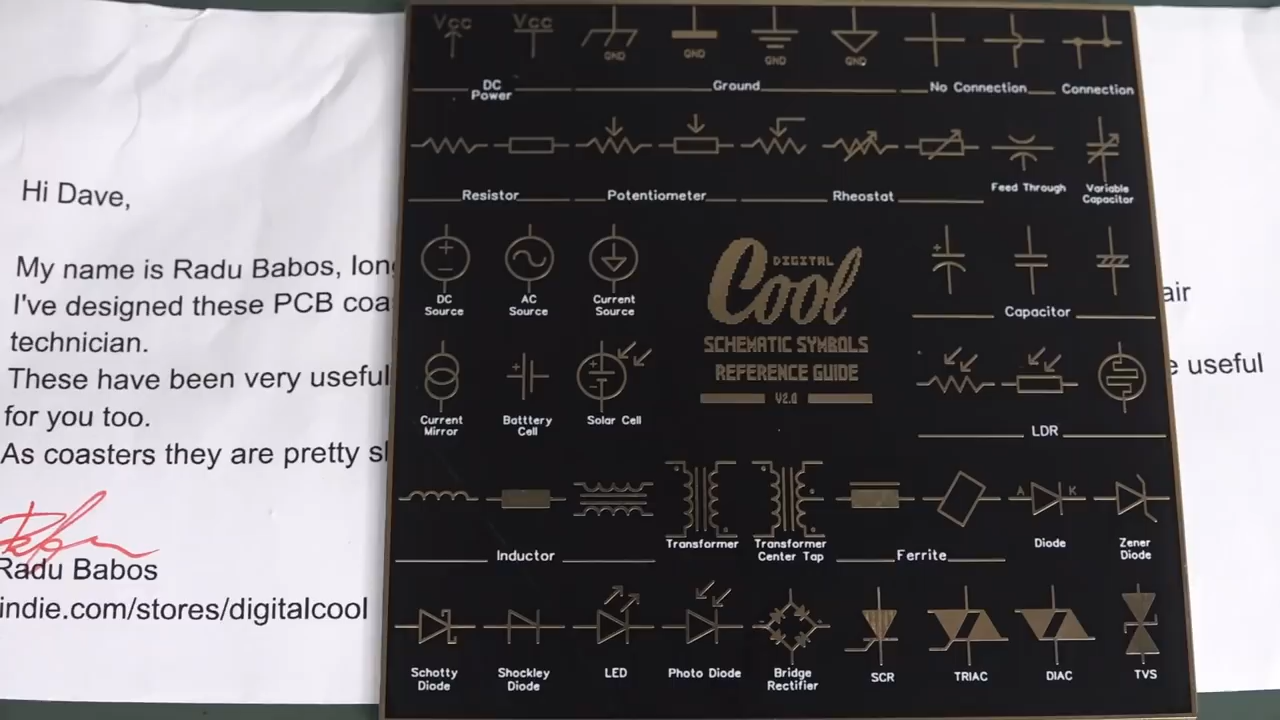 Hi Dave,
My name is Radu Babos, lon
I've designed these PCB coa
technician.
These have been very useful
for you too.
As coasters they are pretty sl
Radu Babos
indie.com/stores/digitalcool
air
e useful
Vcc Vcc GND GND GND GND
DC Power Ground No Connection Connection
Resistor Potentiometer Rheostat Feed Through Variable Capacitor
DC Source AC Source Current Source
DIGITAL
Cool
SCHEMATIC SYMBOLS
REFERENCE GUIDE
V2.0
Capacitor
Current Mirror Batttery Cell Solar Cell
LDR
A K
Inductor Transformer Transformer Center Tap Ferrite Diode Zener Diode
Schotty Diode Shockley Diode LED Photo Diode Bridge Rectifier SCR TRIAC DIAC TVS